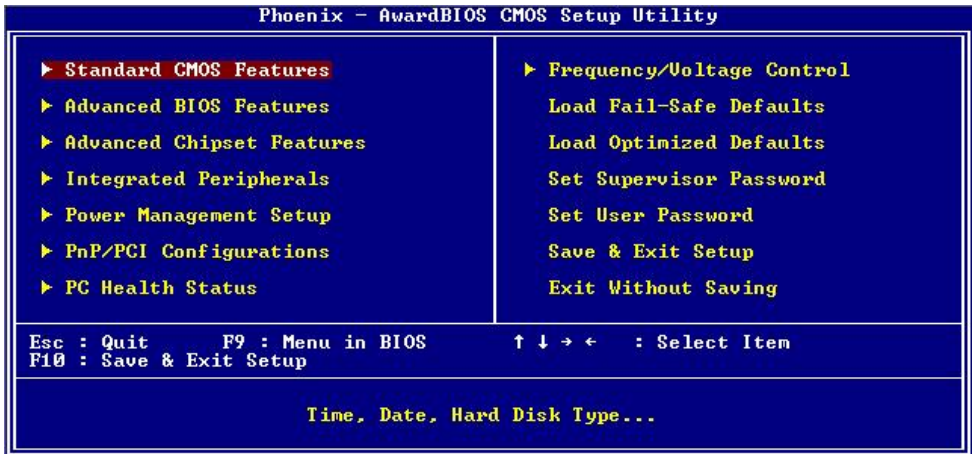 Phoenix - AwardBIOS CMOS Setup Utility
▶ Standard CMOS Features
▶ Advanced BIOS Features
▶ Advanced Chipset Features
▶ Integrated Peripherals
▶ Power Management Setup
▶ PnP/PCI Configurations
▶ PC Health Status
▶ Frequency/Voltage Control
Load Fail-Safe Defaults
Load Optimized Defaults
Set Supervisor Password
Set User Password
Save & Exit Setup
Exit Without Saving
Esc : Quit F9 : Menu in BIOS ↑ ↓ → ← : Select Item
F10 : Save & Exit Setup
Time, Date, Hard Disk Type...